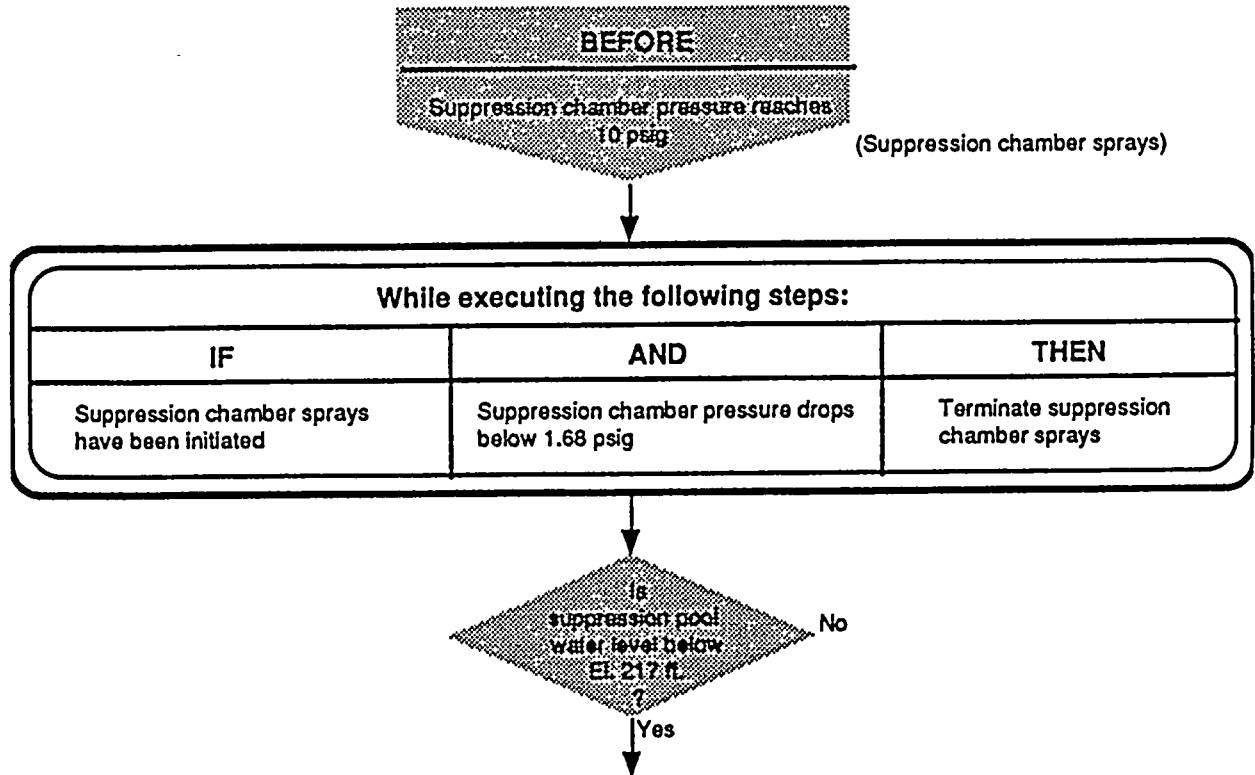 BEFORE
Suppression chamber pressure reaches
10 psig
(Suppression chamber sprays)
While executing the following steps:
IF
AND
THEN
Suppression chamber sprays
have been initiated
Suppression chamber pressure drops
below 1.68 psig
Terminate suppression
chamber sprays
Is
suppression pool
water level below
El. 217 ft.
?
No
Yes